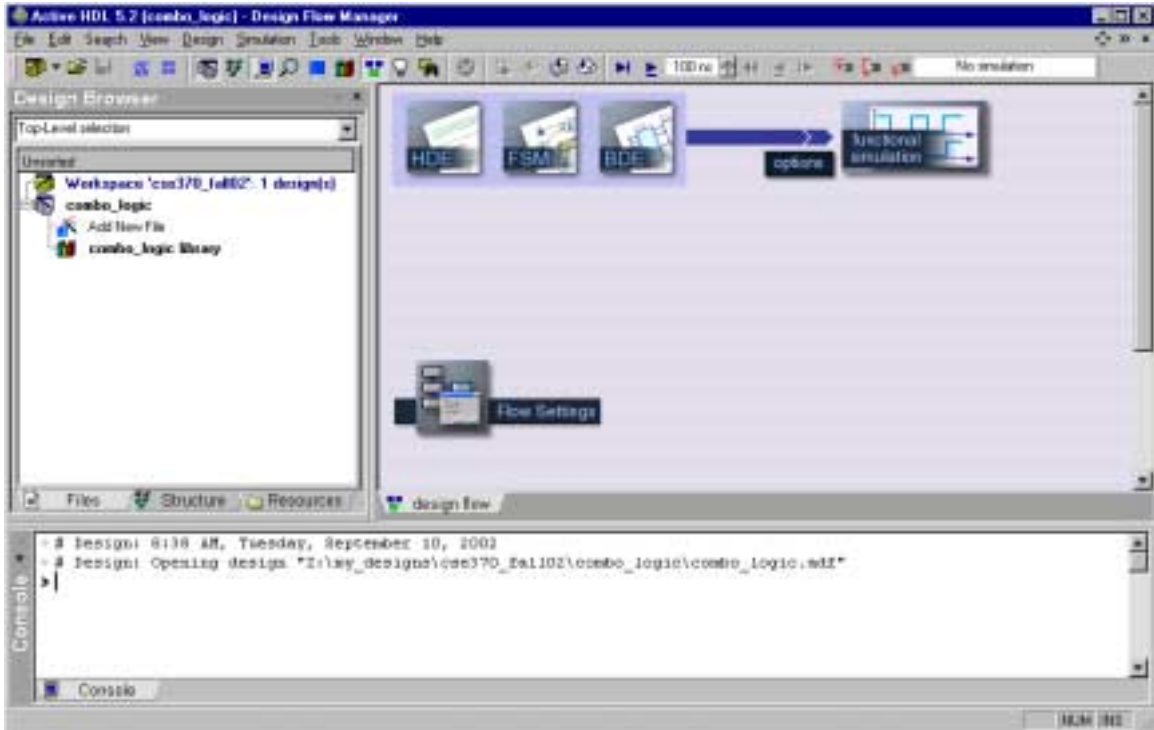 Active HDL 5.2 (combo_logic) - Design Flow Manager
File Edit Search View Design Simulation Tools Window Help
100 ns No simulation
Design Browser
Top-Level selection
Unsorted
Workspace 'cse370_fall02': 1 design(s)
combo_logic
Add New File
combo_logic library
Files Structure Resources
HDE FSM BDE
options
functional
simulation
Flow Settings
design flow
# Design: 8:38 AM, Tuesday, September 10, 2002
# Design: Opening design "Z:\my_designs\cse370_fall02\combo_logic\combo_logic.adf"
Console
Console
NUM INS